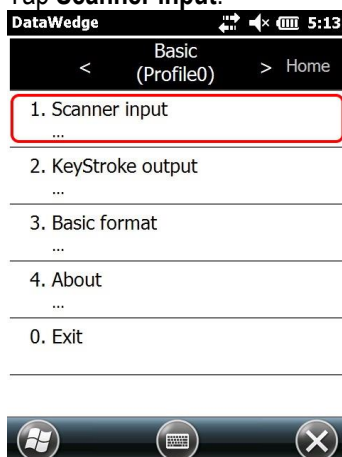 Tap Scanner input.
DataWedge 5:13
Basic
< (Profile0) > Home
1. Scanner input
...
2. KeyStroke output
...
3. Basic format
...
4. About
...
0. Exit